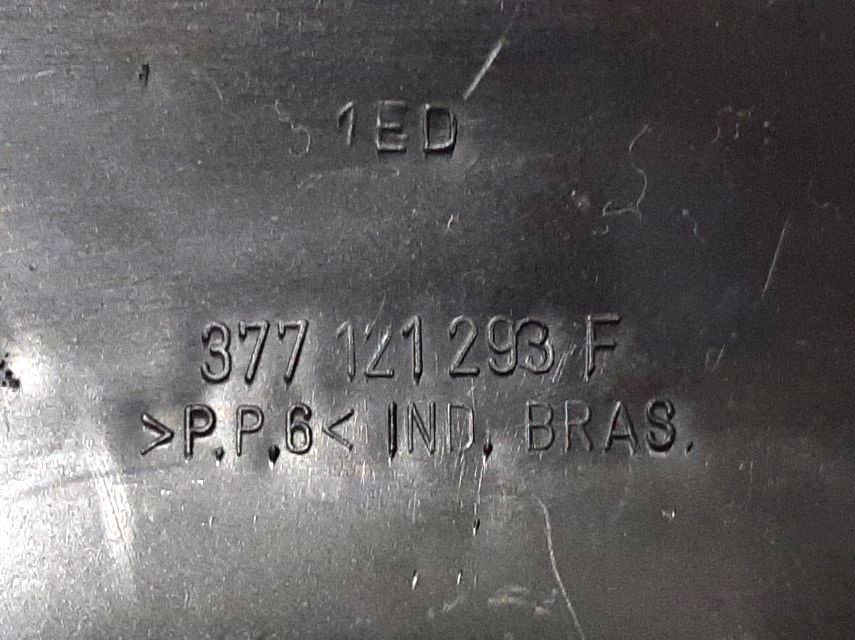 1ED
377 121 293 F
>P.P.6< IND. BRAS.